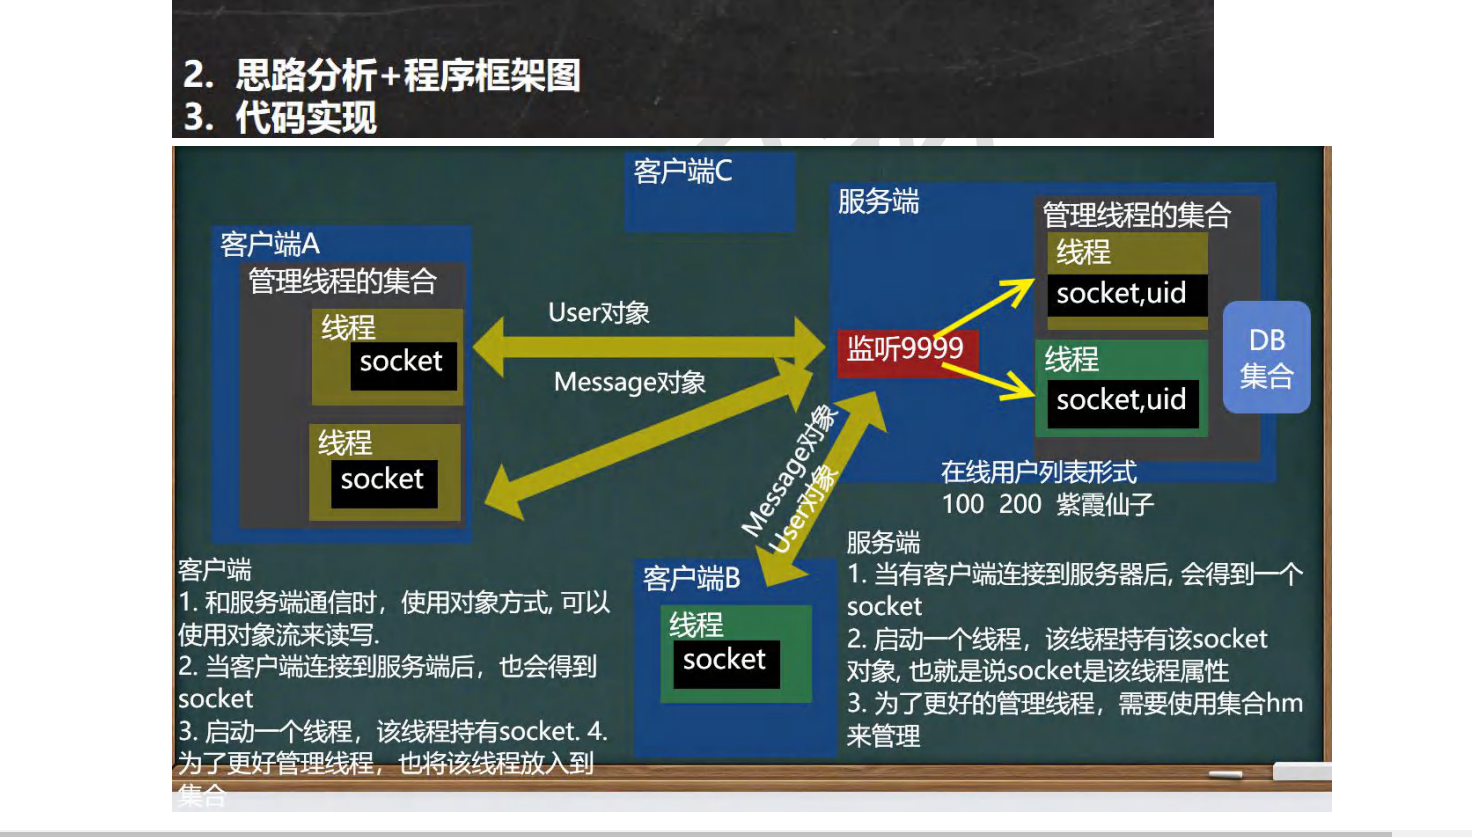 2. 思路分析+程序框架图
3. 代码实现
客户端C
服务端
管理线程的集合
线程
socket,uid
线程
socket,uid
DB
集合
监听9999
在线用户列表形式
100 200 紫霞仙子
客户端A
管理线程的集合
线程
socket
线程
socket
User对象
Message对象
Message对象
User对象
客户端B
线程
socket
客户端
1. 和服务端通信时，使用对象方式, 可以
使用对象流来读写.
2. 当客户端连接到服务端后，也会得到
socket
3. 启动一个线程，该线程持有socket. 4.
为了更好管理线程，也将该线程放入到
集合
服务端
1. 当有客户端连接到服务器后, 会得到一个
socket
2. 启动一个线程，该线程持有该socket
对象, 也就是说socket是该线程属性
3. 为了更好的管理线程，需要使用集合hm
来管理